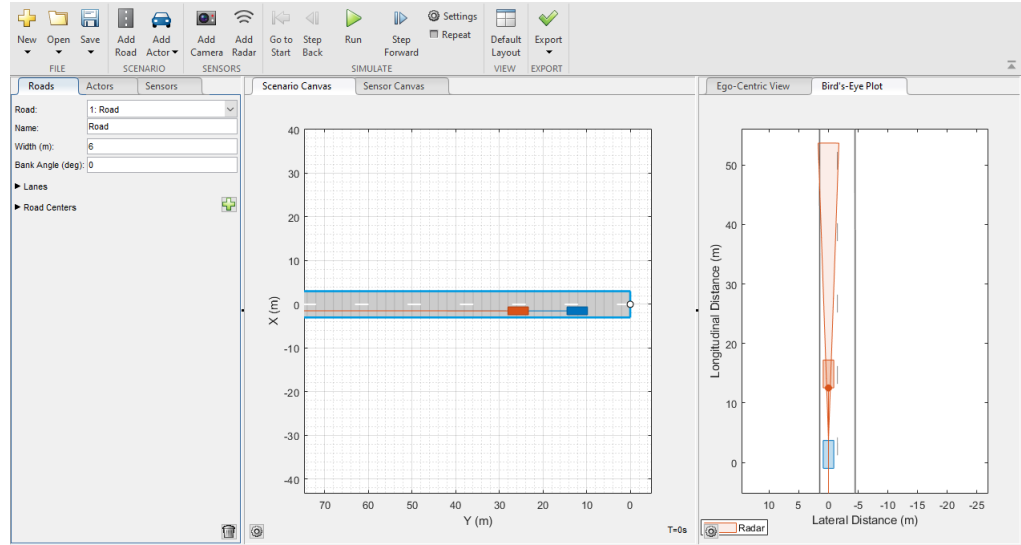 New Open Save Add Road Add Actor Add Camera Add Radar Go to Start Step Back Run Step Forward Settings Repeat Default Layout Export
FILE SCENARIO SENSORS SIMULATE VIEW EXPORT
Roads Actors Sensors
Road: 1: Road
Name: Road
Width (m): 6
Bank Angle (deg): 0
Lanes
Road Centers
Scenario Canvas Sensor Canvas
40
30
20
10
0
-10
-20
-30
-40
X (m)
70 60 50 40 30 20 10 0
Y (m)
T=0s
Ego-Centric View Bird's-Eye Plot
50
40
30
20
10
0
Longitudinal Distance (m)
10 5 0 -5 -10 -15 -20 -25
Lateral Distance (m)
Radar